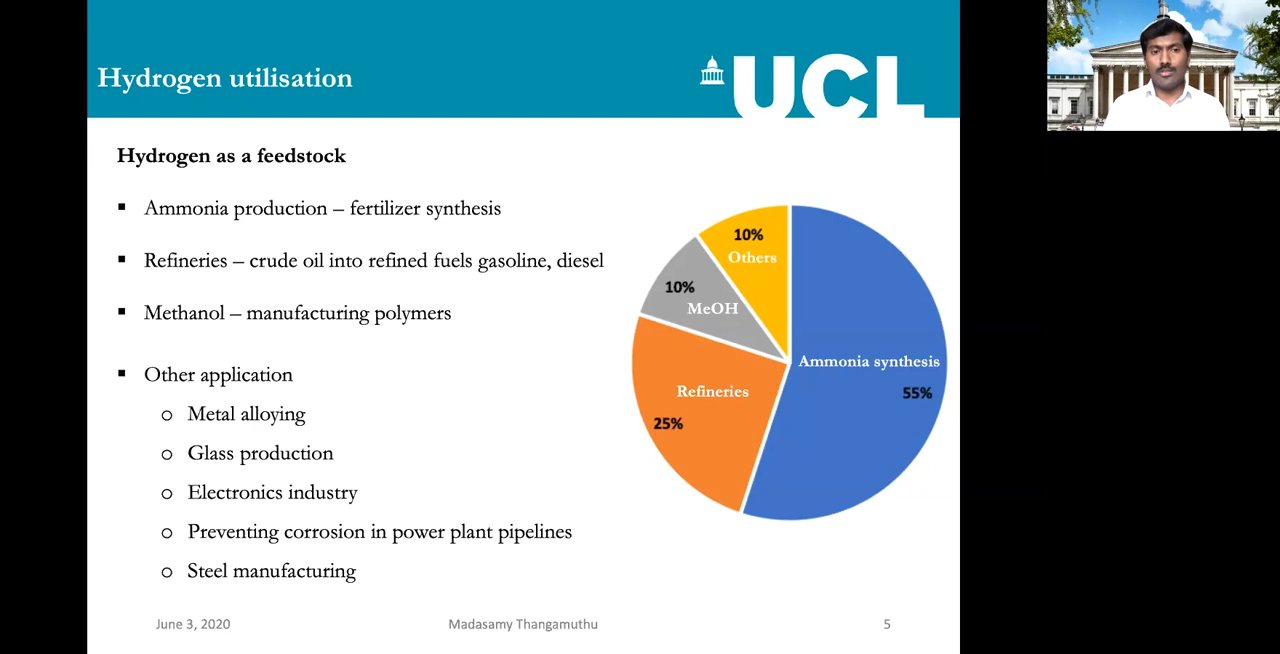 Hydrogen utilisation
UCL
Hydrogen as a feedstock
▪ Ammonia production – fertilizer synthesis
▪ Refineries – crude oil into refined fuels gasoline, diesel
▪ Methanol – manufacturing polymers
▪ Other application
o Metal alloying
o Glass production
o Electronics industry
o Preventing corrosion in power plant pipelines
o Steel manufacturing
10%
Others
10%
MeOH
Ammonia synthesis
55%
Refineries
25%
June 3, 2020
Madasamy Thangamuthu
5